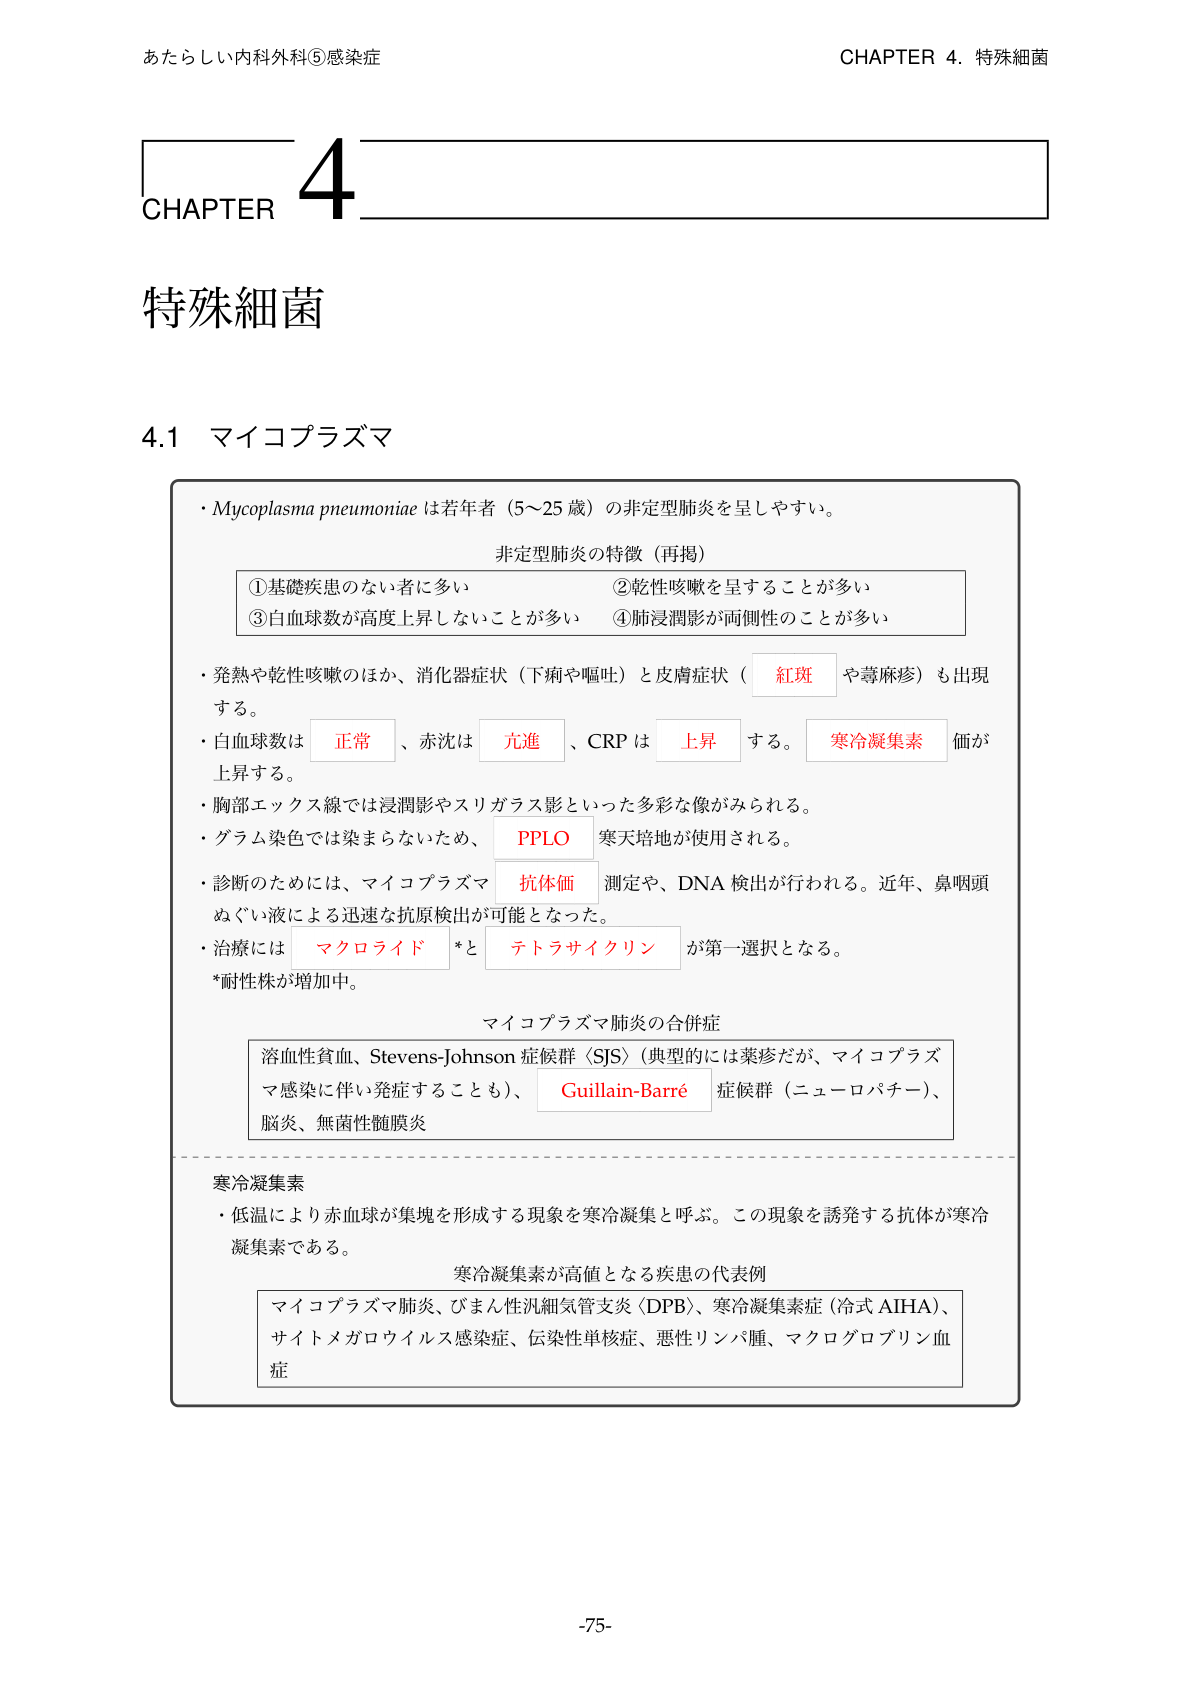 あたらしい内科外科⑤感染症
CHAPTER 4. 特殊細菌
CHAPTER 4
特殊細菌
4.1 マイコプラズマ
・Mycoplasma pneumoniae は若年者（5〜25 歳）の非定型肺炎を呈しやすい。
非定型肺炎の特徴（再掲）
①基礎疾患のない者に多い ②乾性咳嗽を呈することが多い
③白血球数が高度上昇しないことが多い ④肺浸潤影が両側性のことが多い
・発熱や乾性咳嗽のほか、消化器症状（下痢や嘔吐）と皮膚症状（ 紅斑 や蕁麻疹）も出現
する。
・白血球数は 正常 、赤沈は 亢進 、CRP は 上昇 する。 寒冷凝集素 価が
上昇する。
・胸部エックス線では浸潤影やスリガラス影といった多彩な像がみられる。
・グラム染色では染まらないため、 PPLO 寒天培地が使用される。
・診断のためには、マイコプラズマ 抗体価 測定や、DNA 検出が行われる。近年、鼻咽頭
ぬぐい液による迅速な抗原検出が可能となった。
・治療には マクロライド *と テトラサイクリン が第一選択となる。
*耐性株が増加中。
マイコプラズマ肺炎の合併症
溶血性貧血、Stevens-Johnson 症候群〈SJS〉（典型的には薬疹だが、マイコプラズ
マ感染に伴い発症することも）、 Guillain-Barré 症候群（ニューロパチー）、
脳炎、無菌性髄膜炎
寒冷凝集素
・低温により赤血球が集塊を形成する現象を寒冷凝集と呼ぶ。この現象を誘発する抗体が寒冷
凝集素である。
寒冷凝集素が高値となる疾患の代表例
マイコプラズマ肺炎、びまん性汎細気管支炎〈DPB〉、寒冷凝集素症（冷式 AIHA）、
サイトメガロウイルス感染症、伝染性単核症、悪性リンパ腫、マクログロブリン血
症
-75-